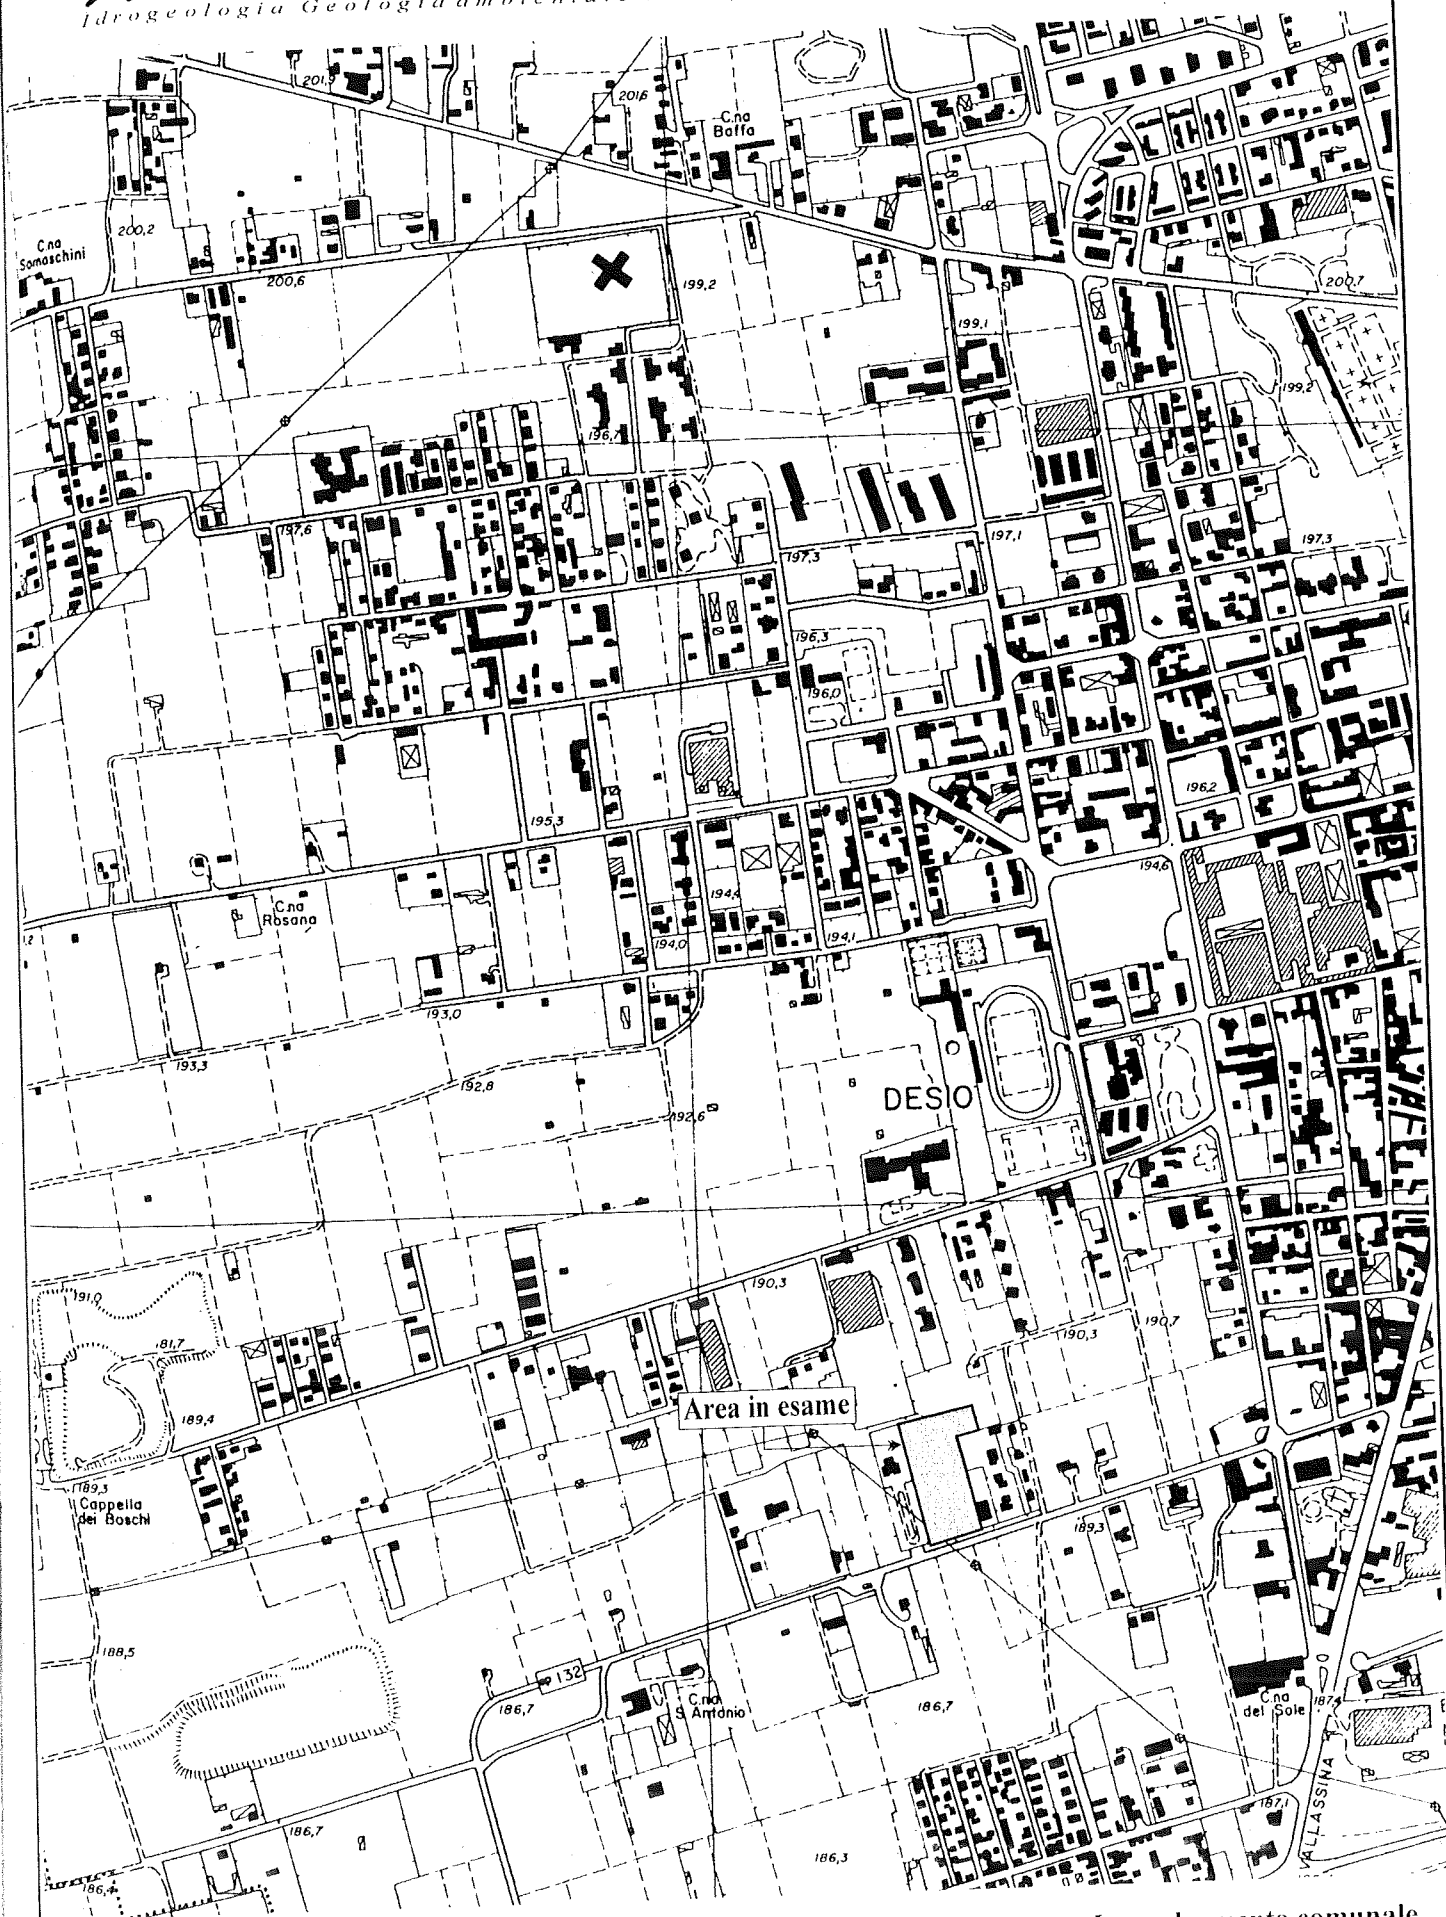 Idrogeologia Geologia
201,9
201,6
C.na
Baffa
200,2
C.na
Somaschini
200,6
199,2
200,7
199,1
199,2
196,7
197,6
197,1
197,3
197,3
196,3
196,0
196,2
195,3
194,6
194,4
C.na
Rosana
194,0
194,1
193,0
193,3
192,8
DESIO
192,6
190,3
191,0
190,3
190,7
181,7
Area in esame
189,4
189,3
Cappella
dei Boschi
189,3
188,5
132
186,7
C.na
S. Antonio
186,7
C.na
del Sole
187,4
VALLASSINA
187,1
186,7
186,3
186,4
comunale